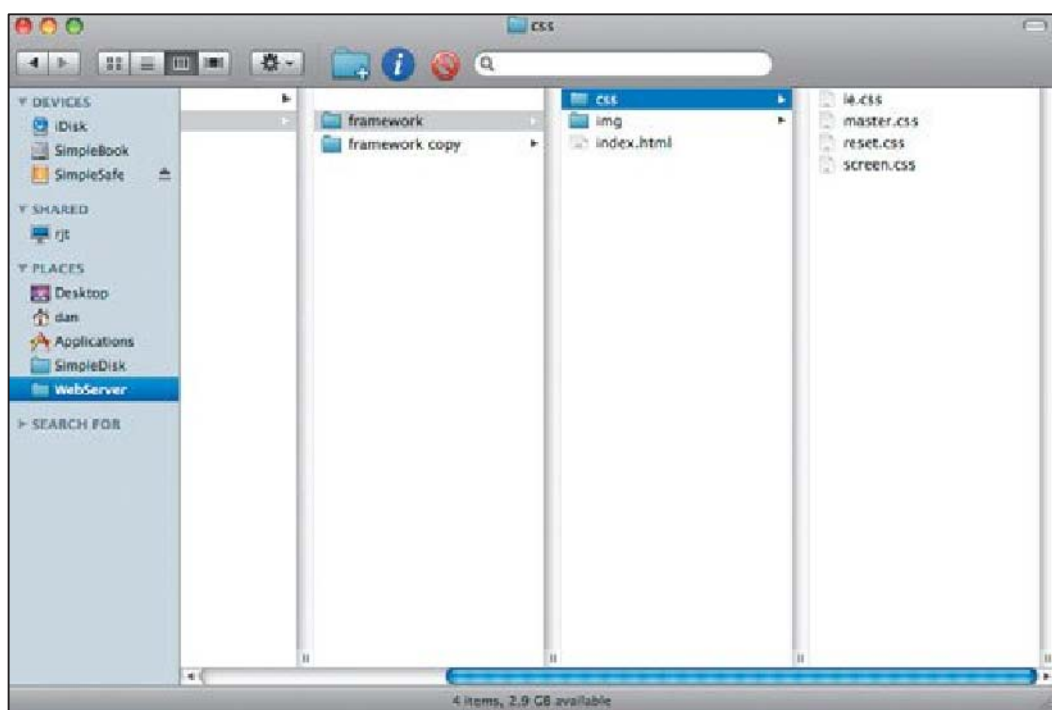 css
DEVICES
iDisk
SimpleBook
SimpleSafe
SHARED
rjt
PLACES
Desktop
dan
Applications
SimpleDisk
WebServer
SEARCH FOR
framework
framework copy
css
img
index.html
ie.css
master.css
reset.css
screen.css
4 items, 2.9 GB available